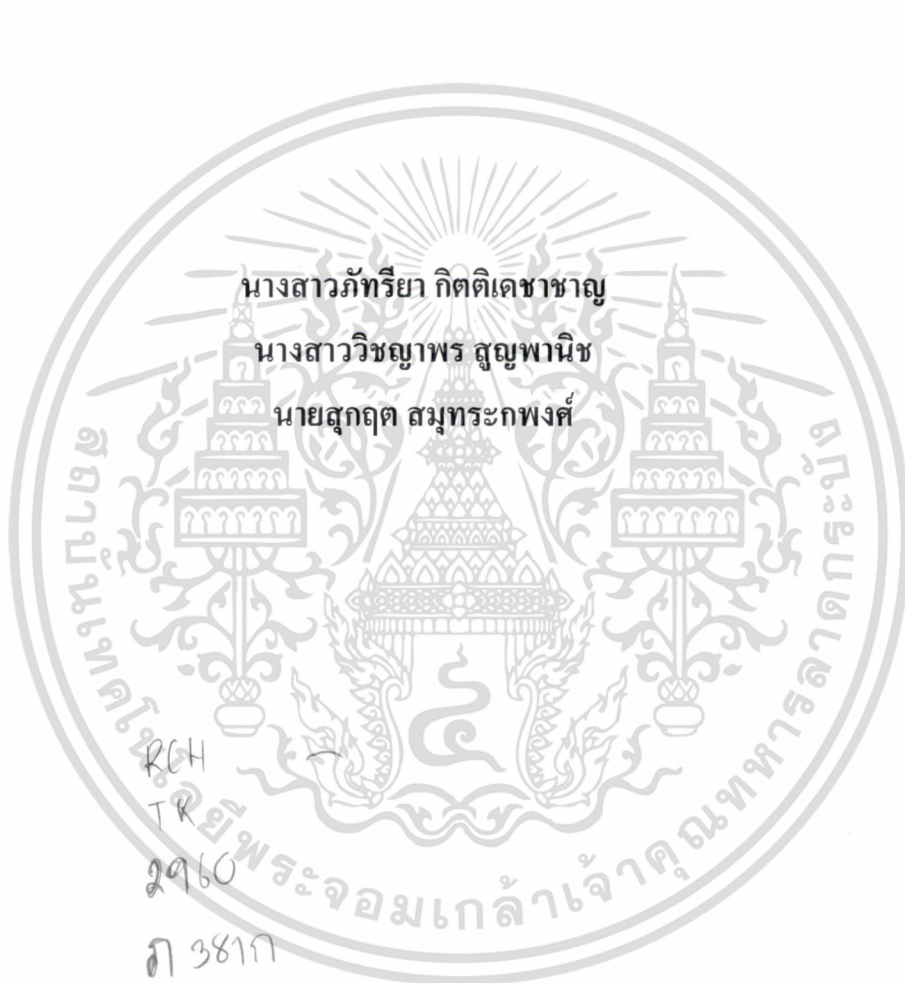 นางสาวภัทรียา กิตติเดชาชาญ
นางสาววิชญาพร สูญพานิช
นายสุกฤต สมุทระกพงศ์
สถาบันเทคโนโลยีพระจอมเกล้าเจ้าคุณทหารลาดกระบัง
๔
RCH
TK
2960
ภ 381ก